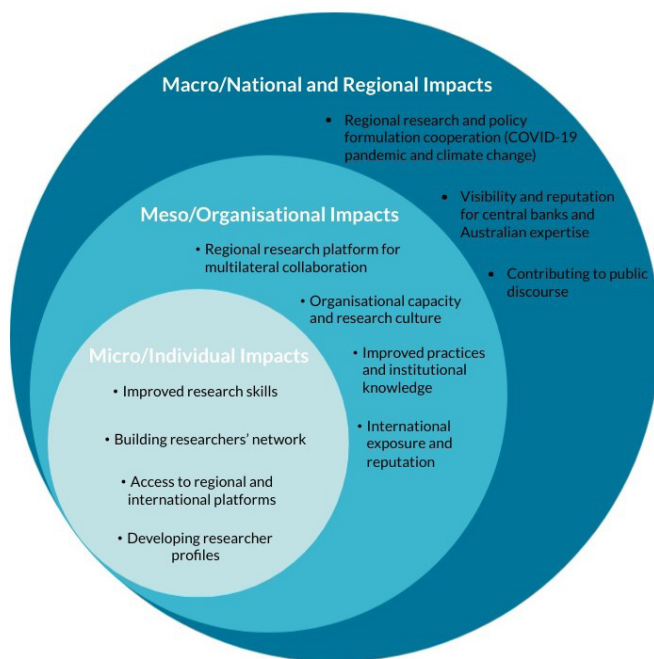 Macro/National and Regional Impacts
• Regional research and policy
formulation cooperation (COVID-19
pandemic and climate change)
• Visibility and reputation
for central banks and
Australian expertise
• Contributing to public
discourse
Meso/Organisational Impacts
• Regional research platform for
multilateral collaboration
• Organisational capacity
and research culture
• Improved practices
and institutional
knowledge
• International
exposure and
reputation
Micro/Individual Impacts
• Improved research skills
• Building researchers’ network
• Access to regional and
international platforms
• Developing researcher
profiles